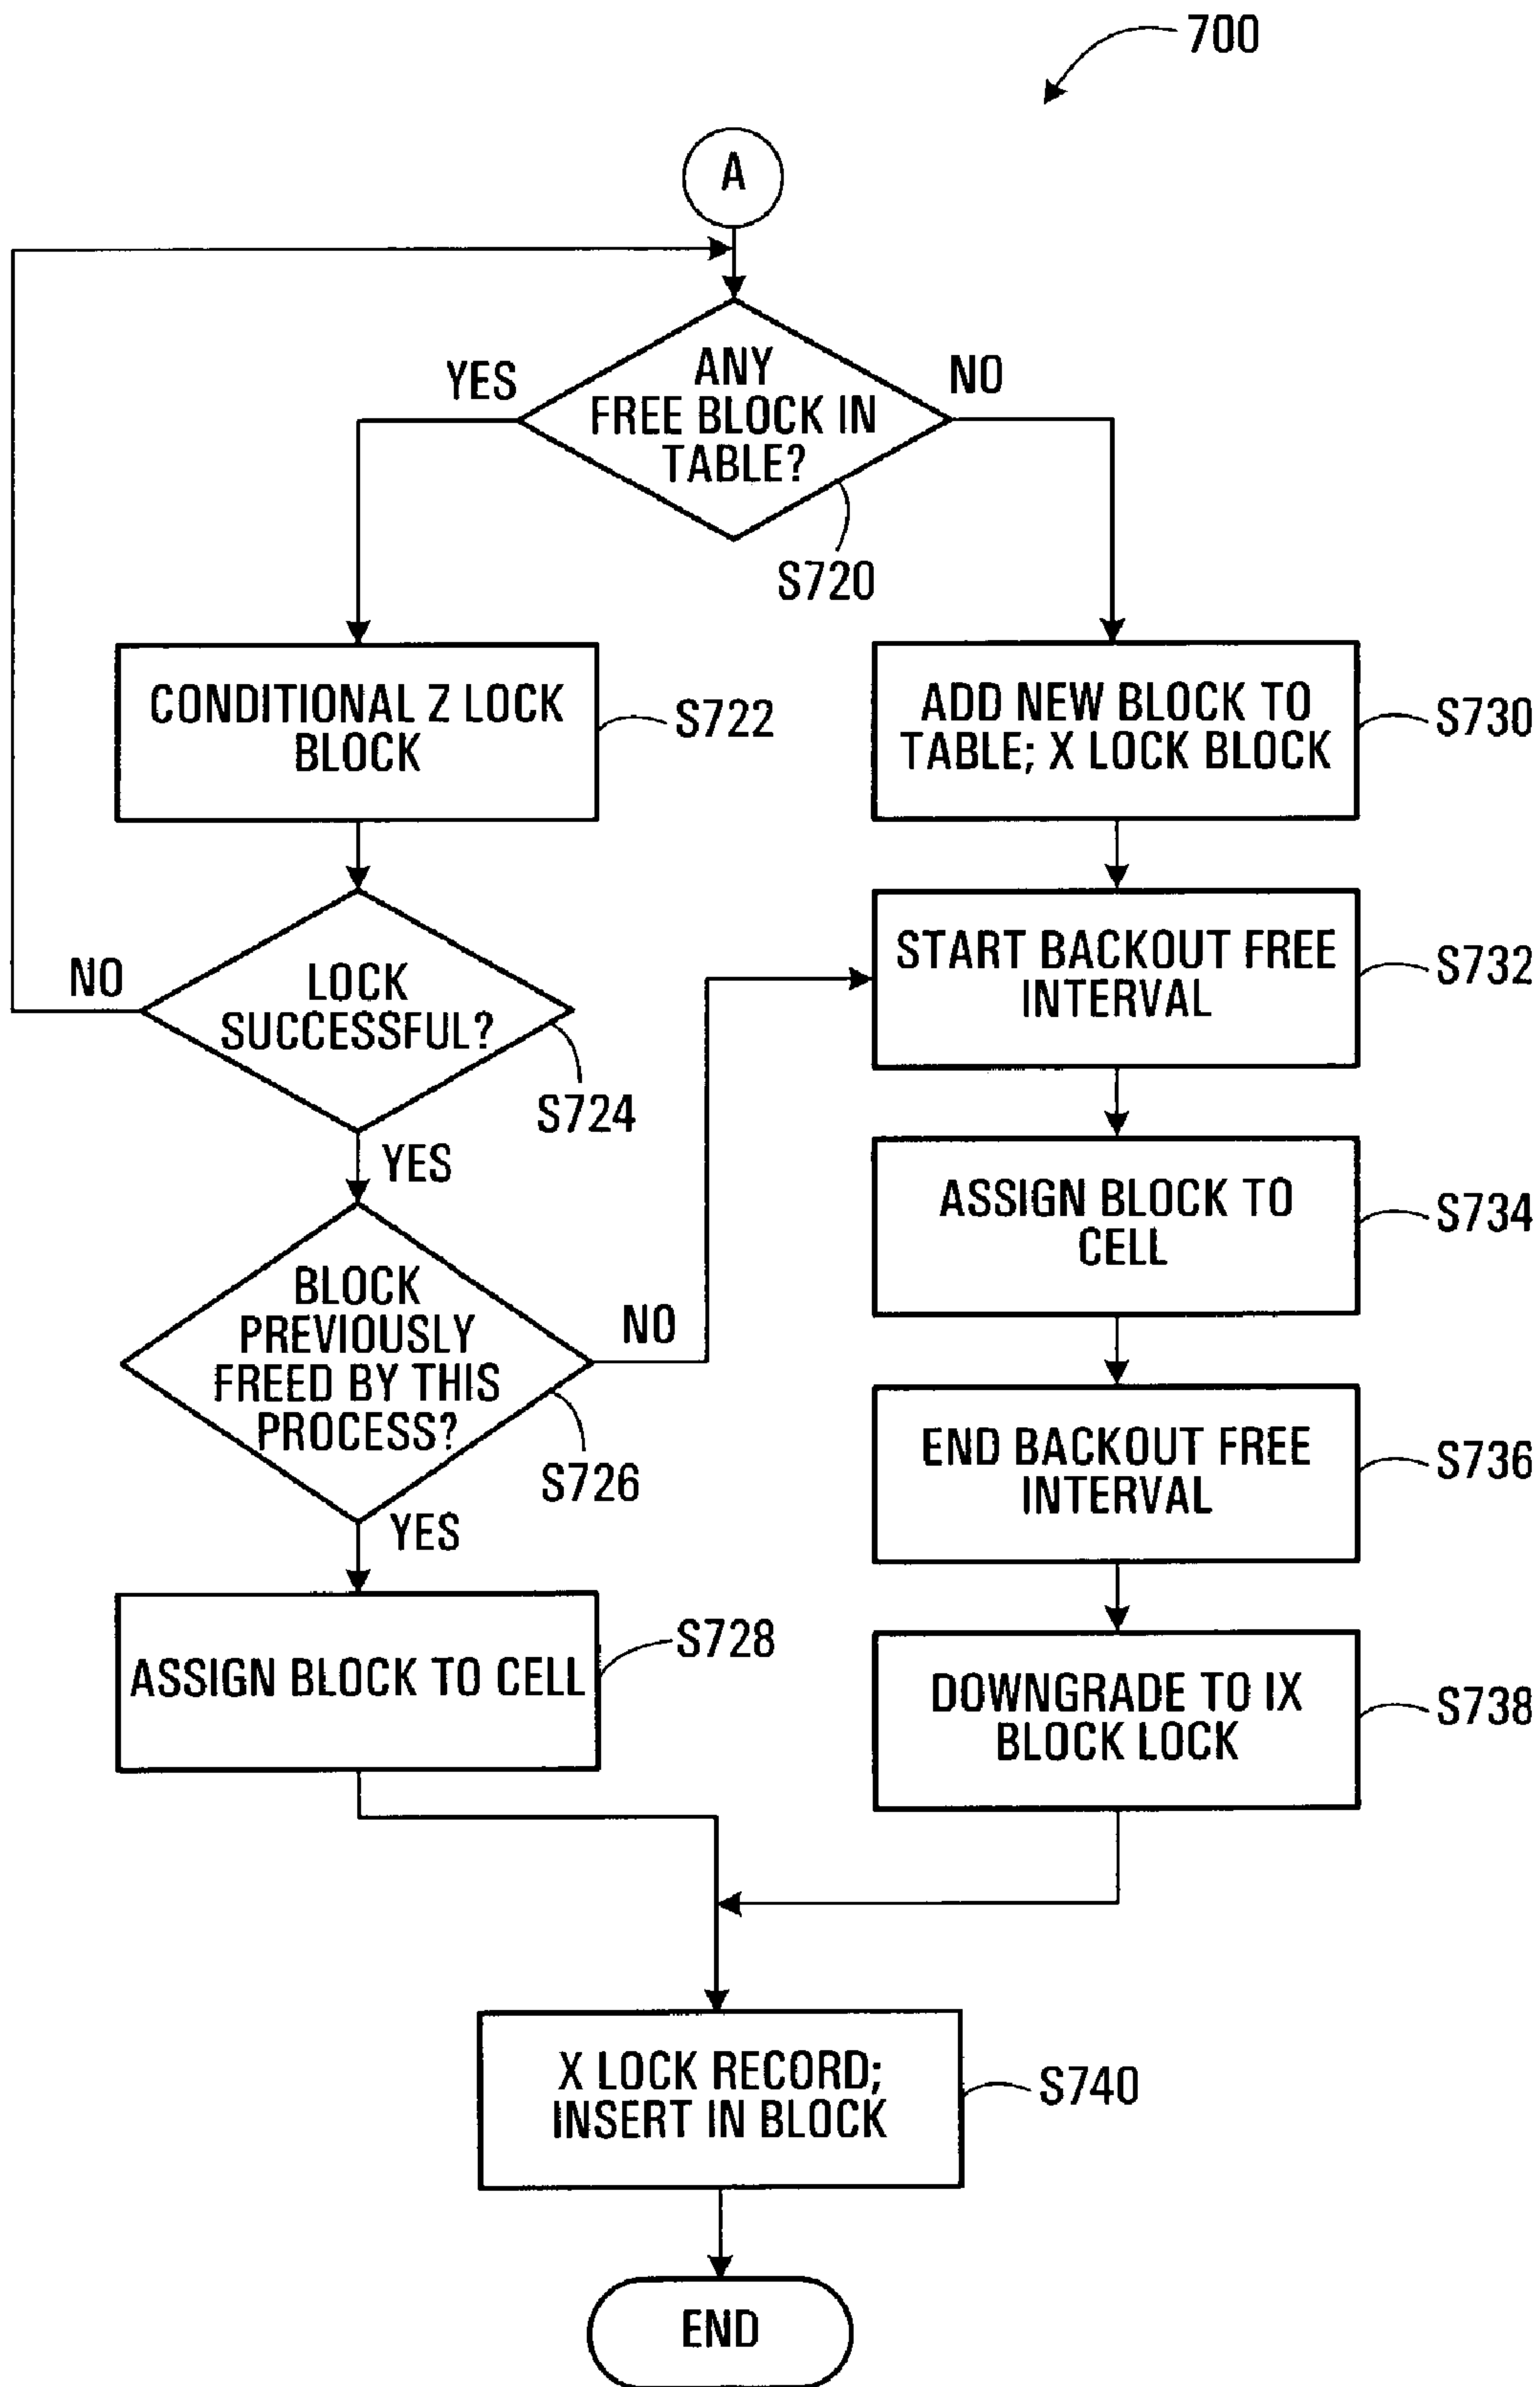 700
A
YES
ANY
FREE BLOCK IN
TABLE?
NO
S720
CONDITIONAL Z LOCK
BLOCK
S722
ADD NEW BLOCK TO
TABLE; X LOCK BLOCK
S730
NO
LOCK
SUCCESSFUL?
S724
YES
START BACKOUT FREE
INTERVAL
S732
ASSIGN BLOCK TO
CELL
S734
BLOCK
PREVIOUSLY
FREED BY THIS
PROCESS?
NO
S726
YES
END BACKOUT FREE
INTERVAL
S736
ASSIGN BLOCK TO CELL
S728
DOWNGRADE TO IX
BLOCK LOCK
S738
X LOCK RECORD;
INSERT IN BLOCK
S740
END